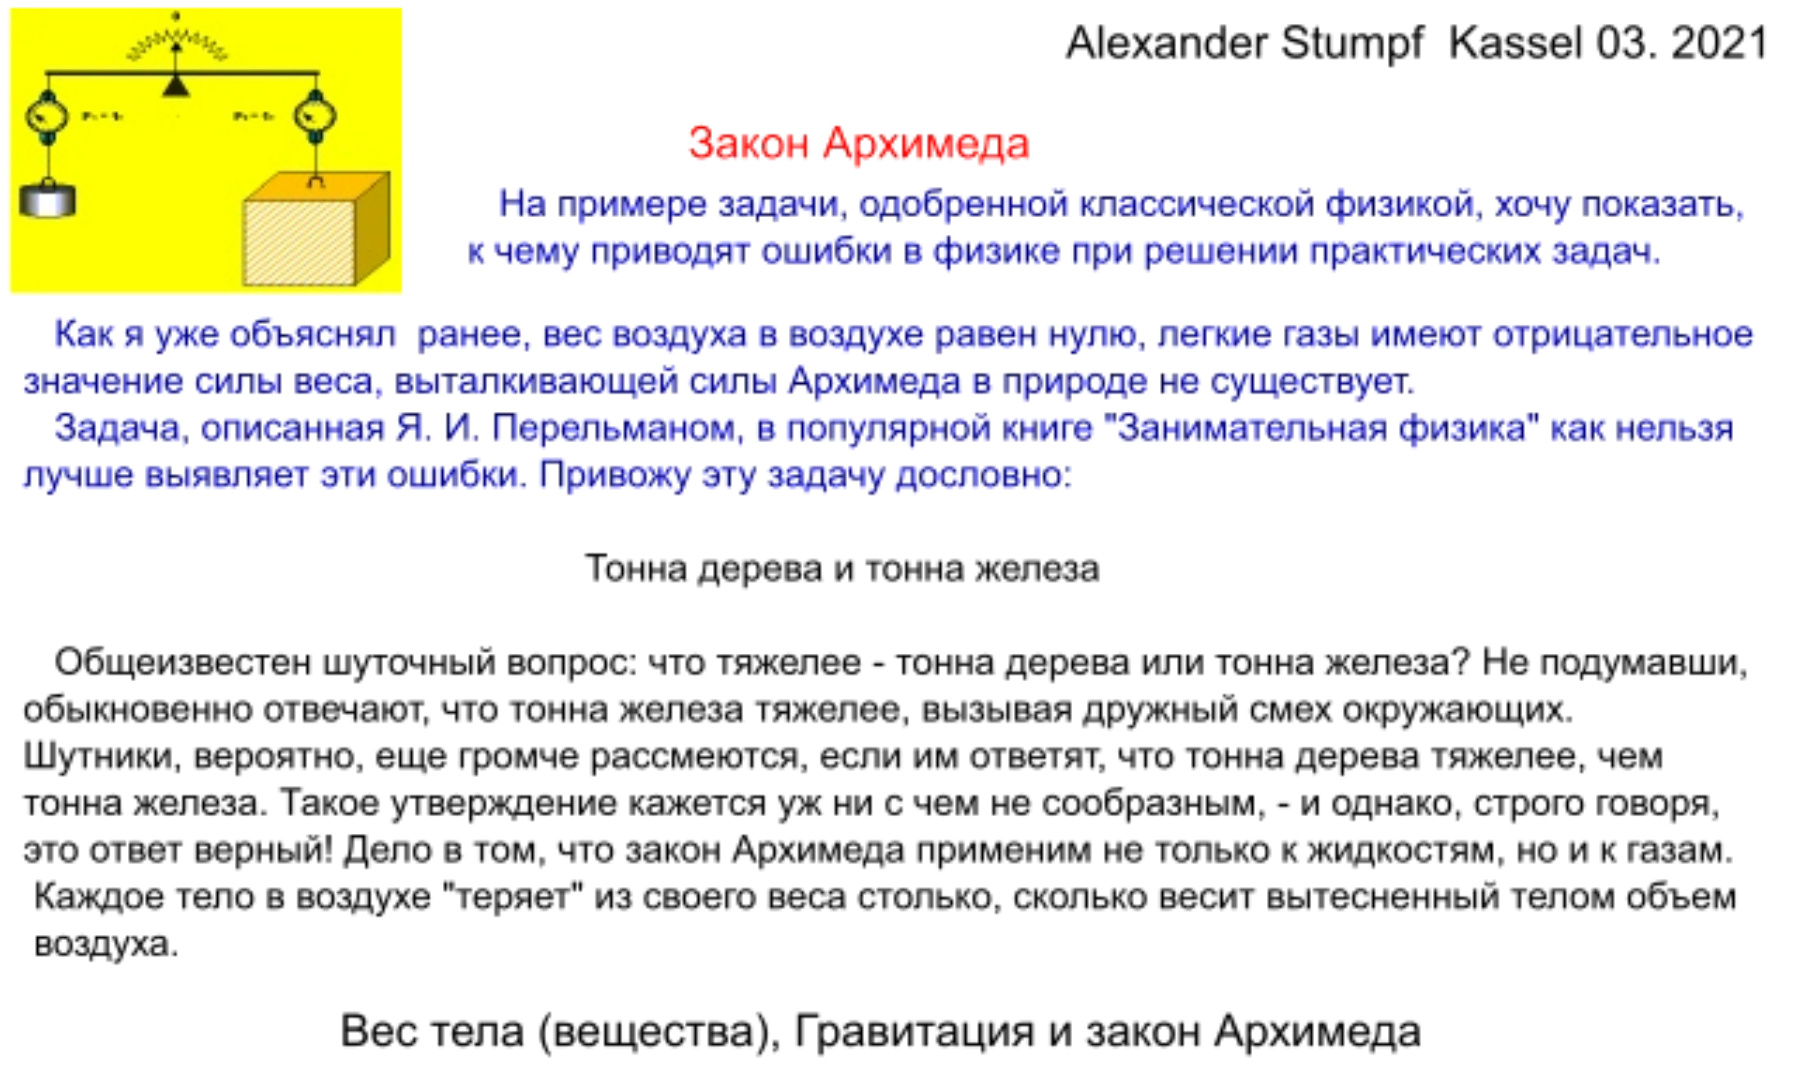 Alexander Stumpf  Kassel 03. 2021
Закон Архимеда
На примере задачи, одобренной классической физикой, хочу показать,
к чему приводят ошибки в физике при решении практических задач.
Как я уже объяснял  ранее, вес воздуха в воздухе равен нулю, легкие газы имеют отрицательное
значение силы веса, выталкивающей силы Архимеда в природе не существует.
Задача, описанная Я. И. Перельманом, в популярной книге "Занимательная физика" как нельзя
лучше выявляет эти ошибки. Привожу эту задачу дословно:
Тонна дерева и тонна железа
Общеизвестен шуточный вопрос: что тяжелее - тонна дерева или тонна железа? Не подумавши,
обыкновенно отвечают, что тонна железа тяжелее, вызывая дружный смех окружающих.
Шутники, вероятно, еще громче рассмеются, если им ответят, что тонна дерева тяжелее, чем
тонна железа. Такое утверждение кажется уж ни с чем не сообразным, - и однако, строго говоря,
это ответ верный! Дело в том, что закон Архимеда применим не только к жидкостям, но и к газам.
Каждое тело в воздухе "теряет" из своего веса столько, сколько весит вытесненный телом объем
воздуха.
Вес тела (вещества), Гравитация и закон Архимеда